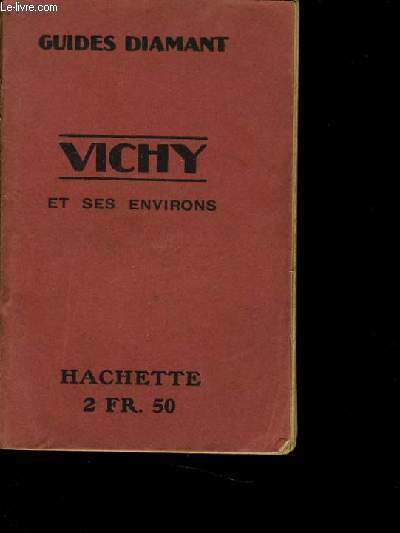 Le-livre.com
GUIDES DIAMANT
VICHY
ET SES ENVIRONS
HACHETTE
2 FR. 50